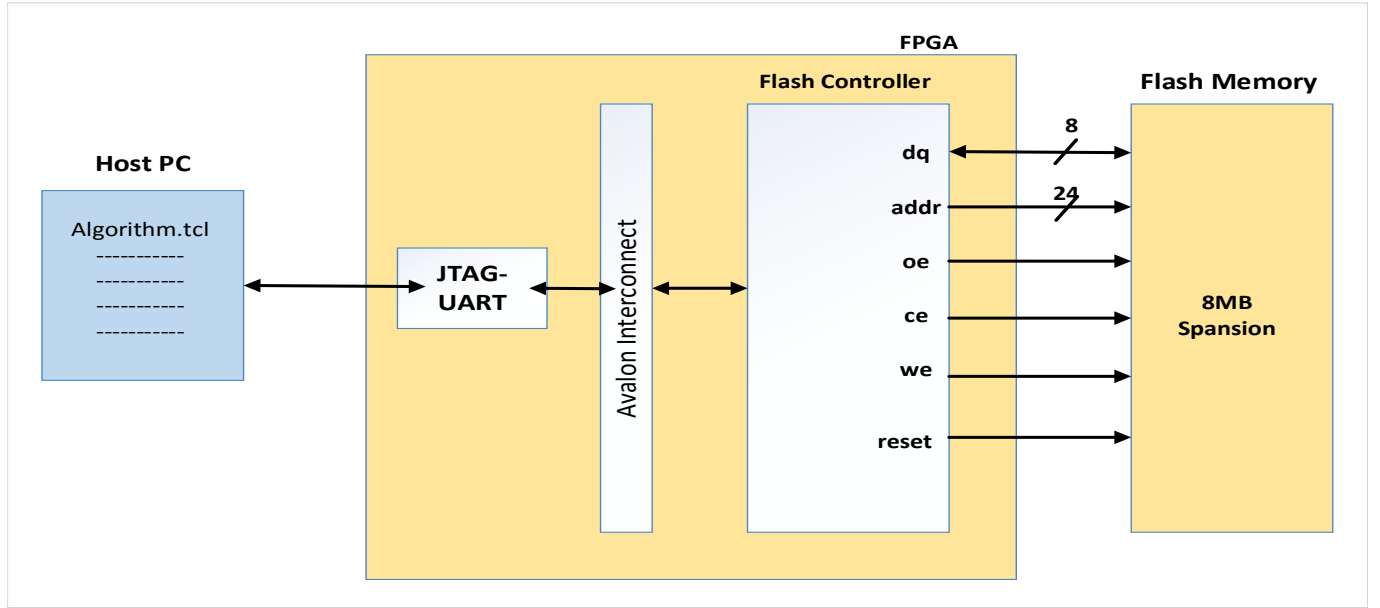 FPGA
Flash Controller
Flash Memory
Host PC
Algorithm.tcl
-----------
-----------
-----------
-----------
JTAG-
UART
Avalon Interconnect
dq
addr
oe
ce
we
reset
8
24
8MB
Spansion